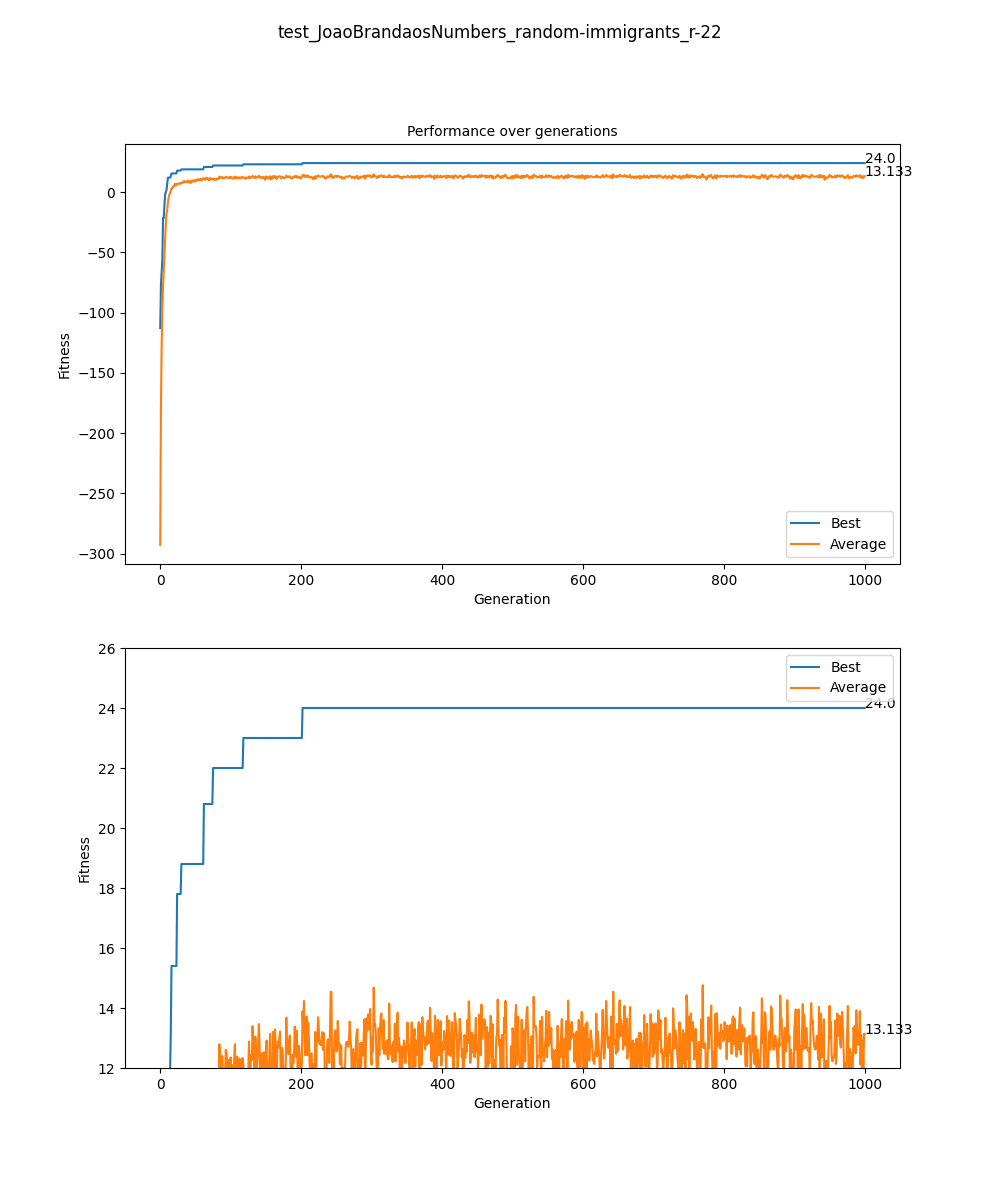 test_JoaoBrandaosNumbers_random-immigrants_r-22
Performance over generations
24.0
13.133
0
−50
−100
−150
−200
−250
−300
Fitness
Best
Average
0 200 400 600 800 1000
Generation
26
24
22
20
18
16
14
12
Fitness
Best
Average
24.0
13.133
0 200 400 600 800 1000
Generation